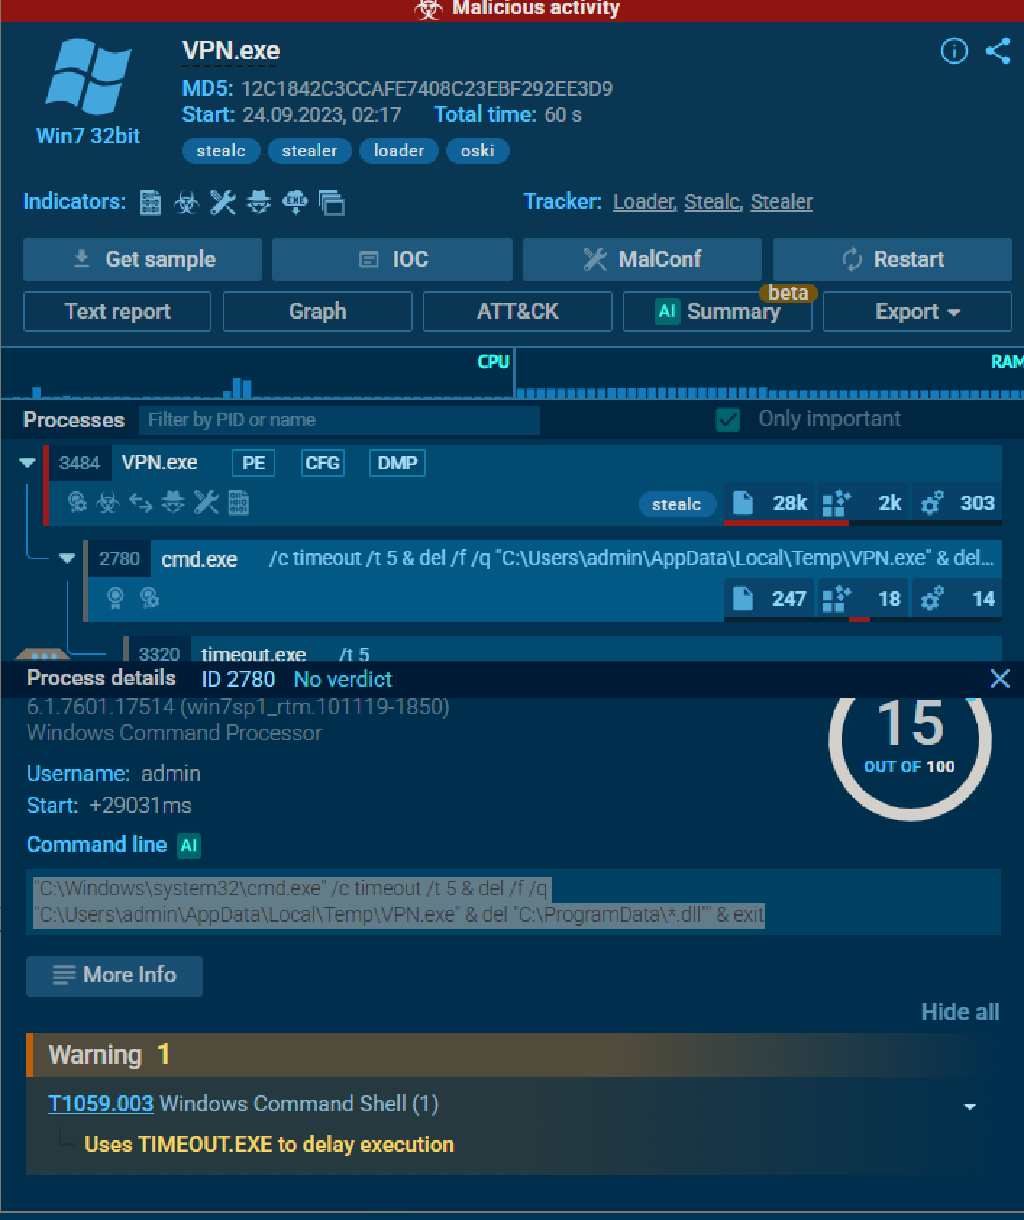 Malicious activity
VPN.exe
MD5: 12C1842C3CCAFE7408C23EBF292EE3D9
Start: 24.09.2023, 02:17 Total time: 60 s
Win7 32bit
stealc stealer loader oski
Indicators: Tracker: Loader, Stealc, Stealer
Get sample IOC MalConf Restart
beta
Text report Graph ATT&CK AI Summary Export
CPU RAM
Processes Filter by PID or name Only important
3484 VPN.exe PE CFG DMP
stealc 28k 2k 303
2780 cmd.exe /c timeout /t 5 & del /f /q "C:\Users\admin\AppData\Local\Temp\VPN.exe" & del...
247 18 14
3320 timeout.exe /t 5
Process details ID 2780 No verdict
6.1.7601.17514 (win7sp1_rtm.101119-1850)
Windows Command Processor
15
OUT OF 100
Username: admin
Start: +29031ms
Command line AI
"C:\Windows\system32\cmd.exe" /c timeout /t 5 & del /f /q
"C:\Users\admin\AppData\Local\Temp\VPN.exe" & del "C:\ProgramData\*.dll"" & exit
More Info
Hide all
Warning 1
T1059.003 Windows Command Shell (1)
Uses TIMEOUT.EXE to delay execution